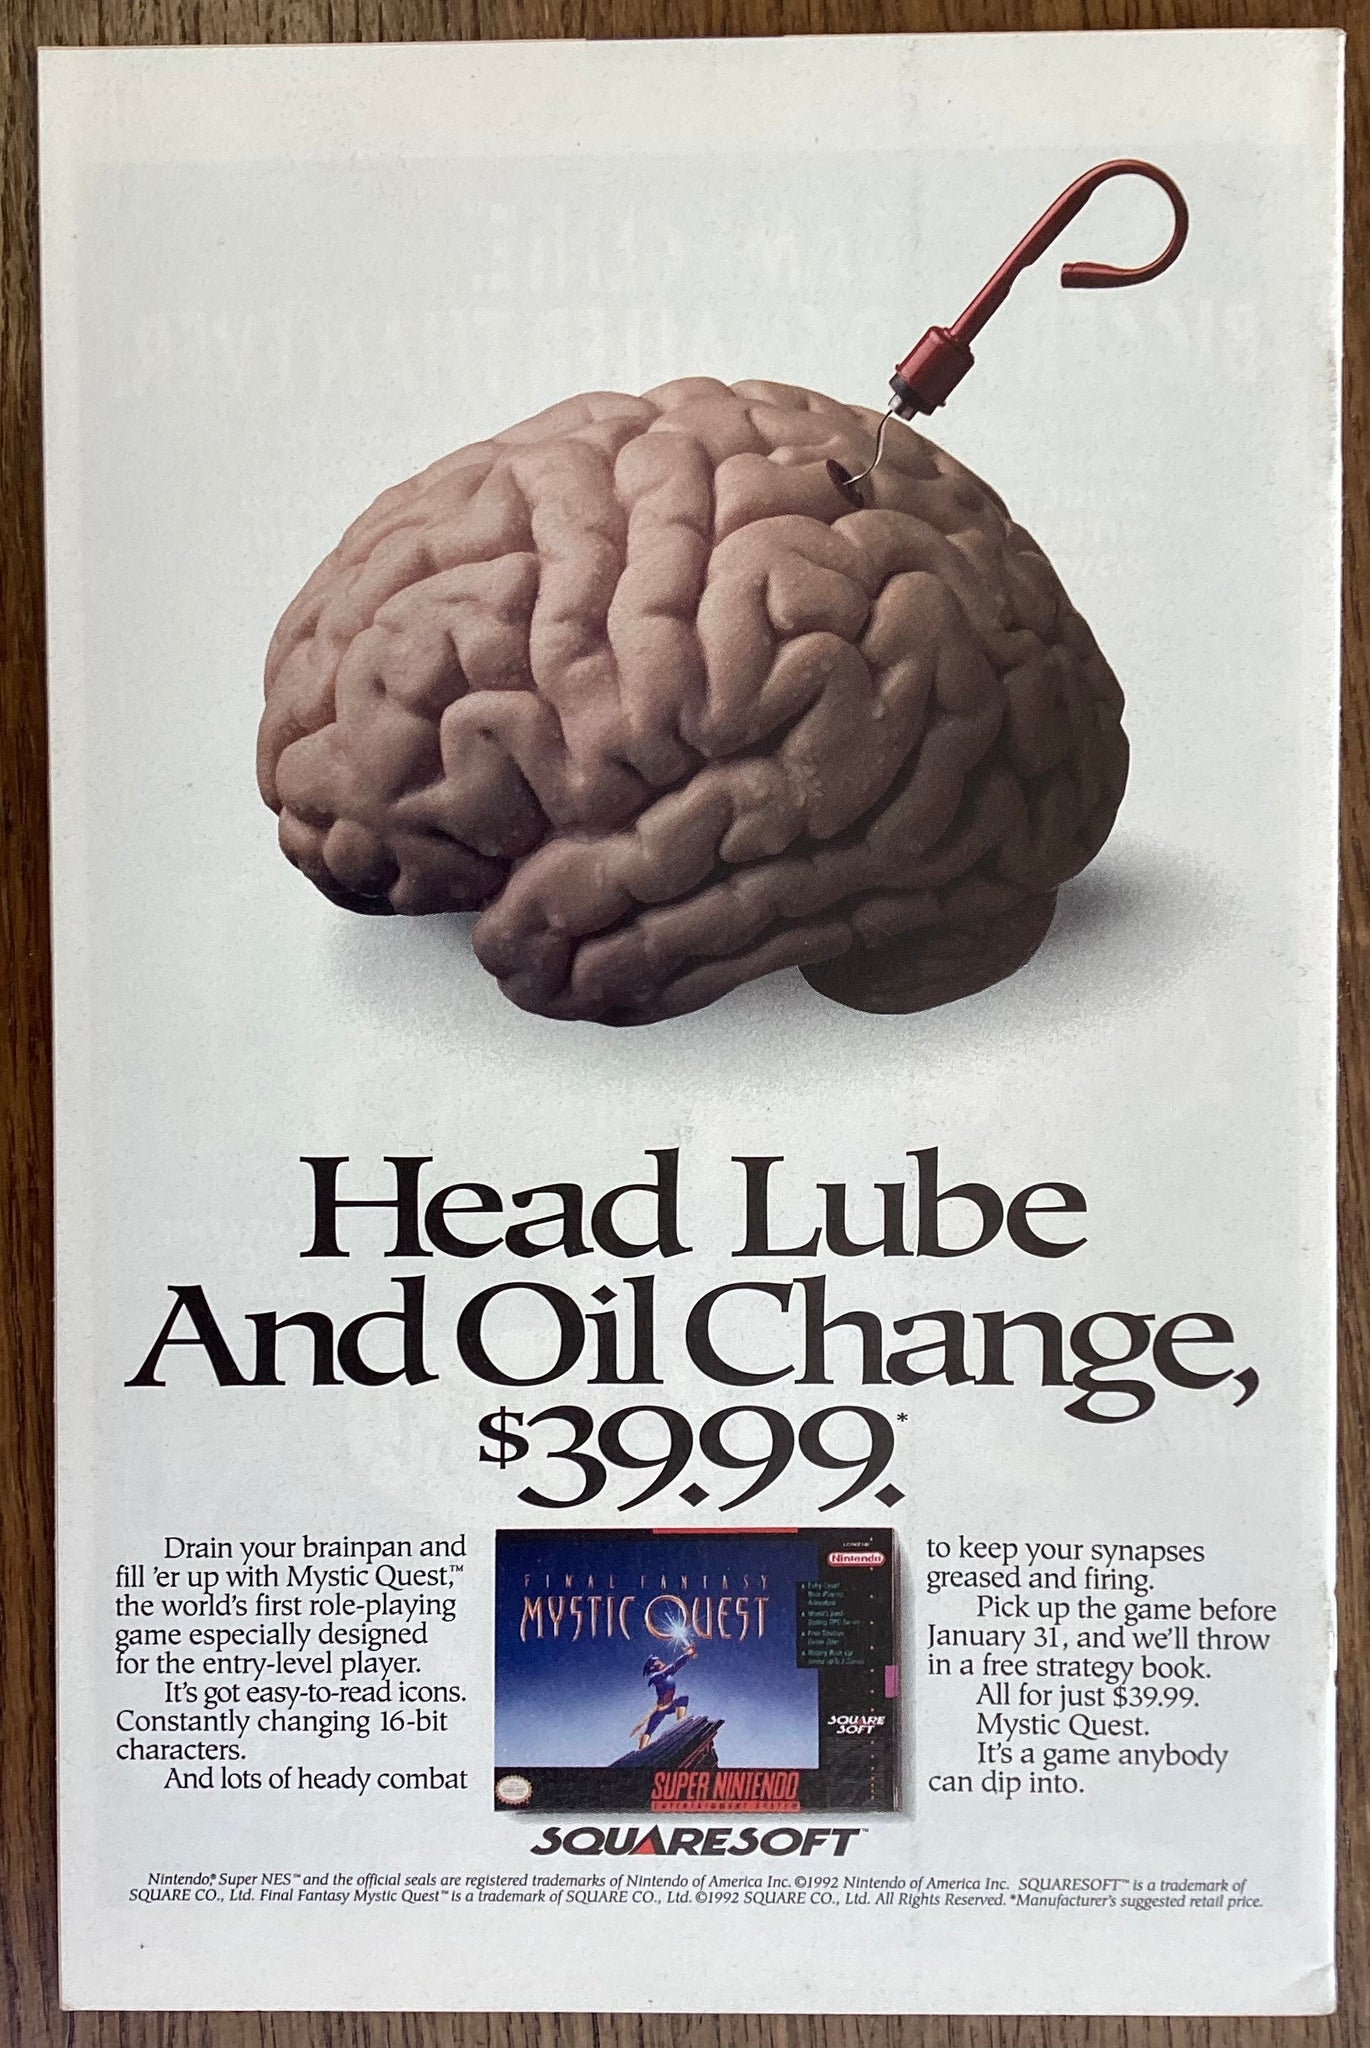 Head Lube
And Oil Change,
$39.99.*
Drain your brainpan and
fill 'er up with Mystic Quest,™
the world's first role-playing
game especially designed
for the entry-level player.
It's got easy-to-read icons.
Constantly changing 16-bit
characters.
And lots of heady combat
FINAL FANTASY
MYSTIC QUEST
Nintendo
SQUARE
SOFT
SUPER NINTENDO
ENTERTAINMENT SYSTEM
to keep your synapses
greased and firing.
Pick up the game before
January 31, and we'll throw
in a free strategy book.
All for just $39.99.
Mystic Quest.
It's a game anybody
can dip into.
SQUARESOFT™
Nintendo,® Super NES™ and the official seals are registered trademarks of Nintendo of America Inc. ©1992 Nintendo of America Inc. SQUARESOFT™ is a trademark of
SQUARE CO., Ltd. Final Fantasy Mystic Quest™ is a trademark of SQUARE CO., Ltd. ©1992 SQUARE CO., Ltd. All Rights Reserved. *Manufacturer's suggested retail price.